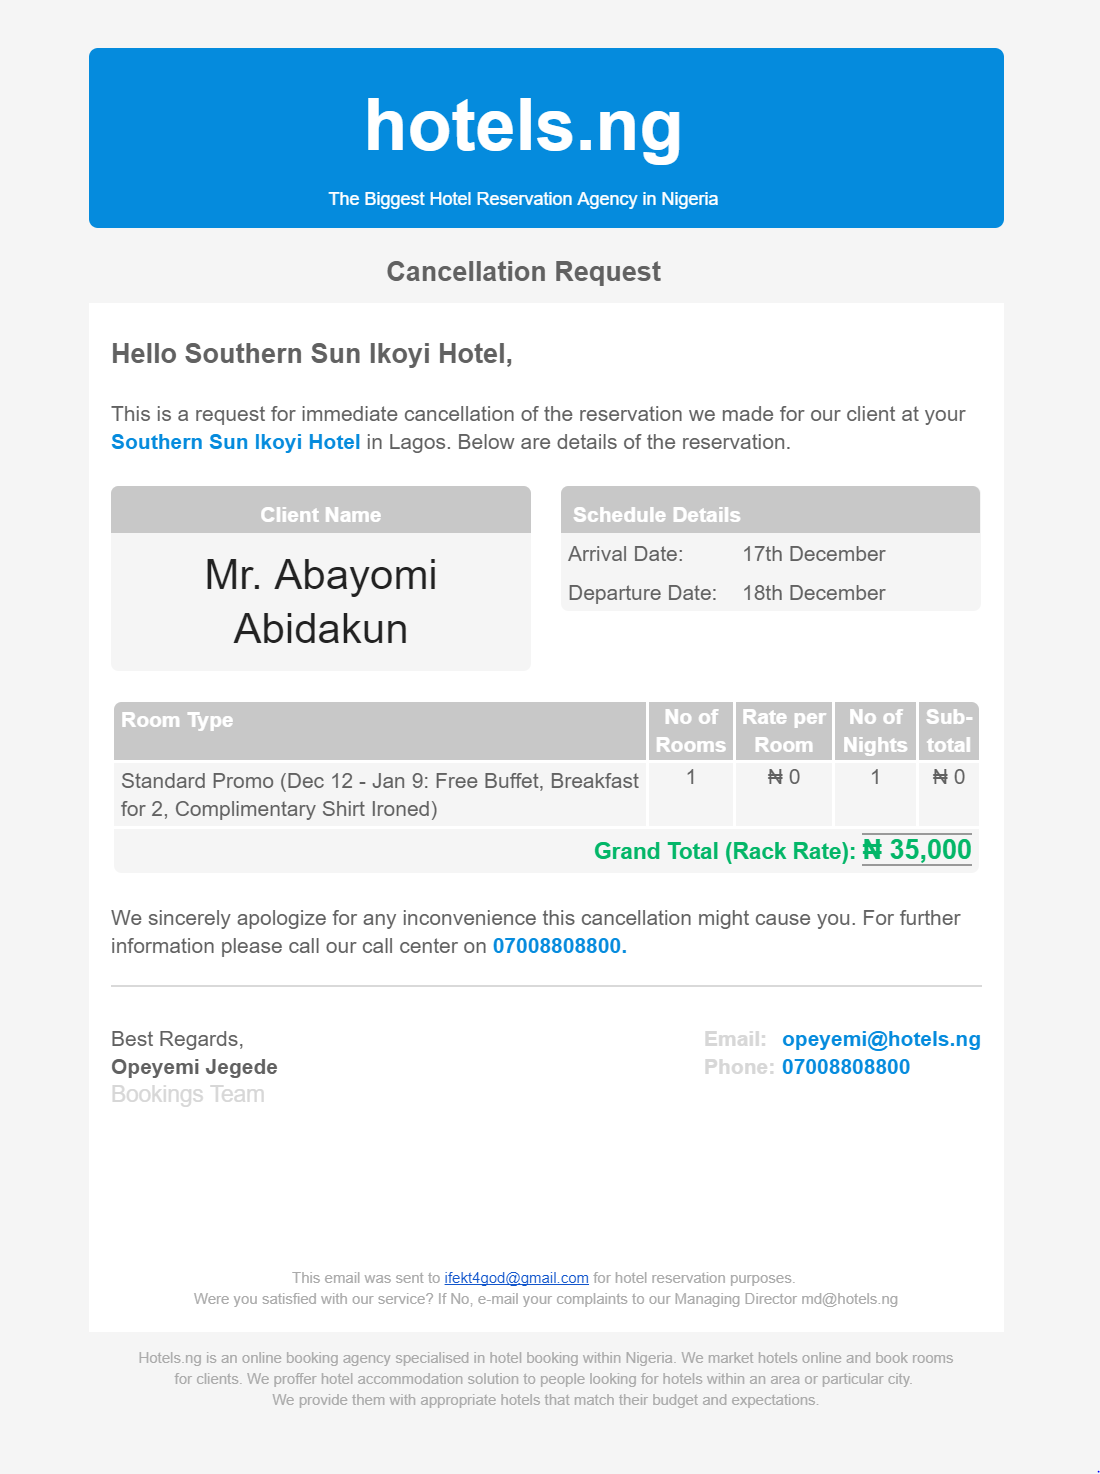 hotels.ng
The Biggest Hotel Reservation Agency in Nigeria
Cancellation Request
Hello Southern Sun Ikoyi Hotel,
This is a request for immediate cancellation of the reservation we made for our client at your
Southern Sun Ikoyi Hotel in Lagos. Below are details of the reservation.
Client Name
Mr. Abayomi
Abidakun
Schedule Details
Arrival Date: 17th December
Departure Date: 18th December
Room Type
No of
Rooms
Rate per
Room
No of
Nights
Sub-
total
Standard Promo (Dec 12 - Jan 9: Free Buffet, Breakfast
for 2, Complimentary Shirt Ironed)
1
₦ 0
1
₦ 0
Grand Total (Rack Rate): ₦ 35,000
We sincerely apologize for any inconvenience this cancellation might cause you. For further
information please call our call center on 07008808800.
Best Regards,
Opeyemi Jegede
Bookings Team
Email: opeyemi@hotels.ng
Phone: 07008808800
This email was sent to ifekt4god@gmail.com for hotel reservation purposes.
Were you satisfied with our service? If No, e-mail your complaints to our Managing Director md@hotels.ng
Hotels.ng is an online booking agency specialised in hotel booking within Nigeria. We market hotels online and book rooms
for clients. We proffer hotel accommodation solution to people looking for hotels within an area or particular city.
We provide them with appropriate hotels that match their budget and expectations.